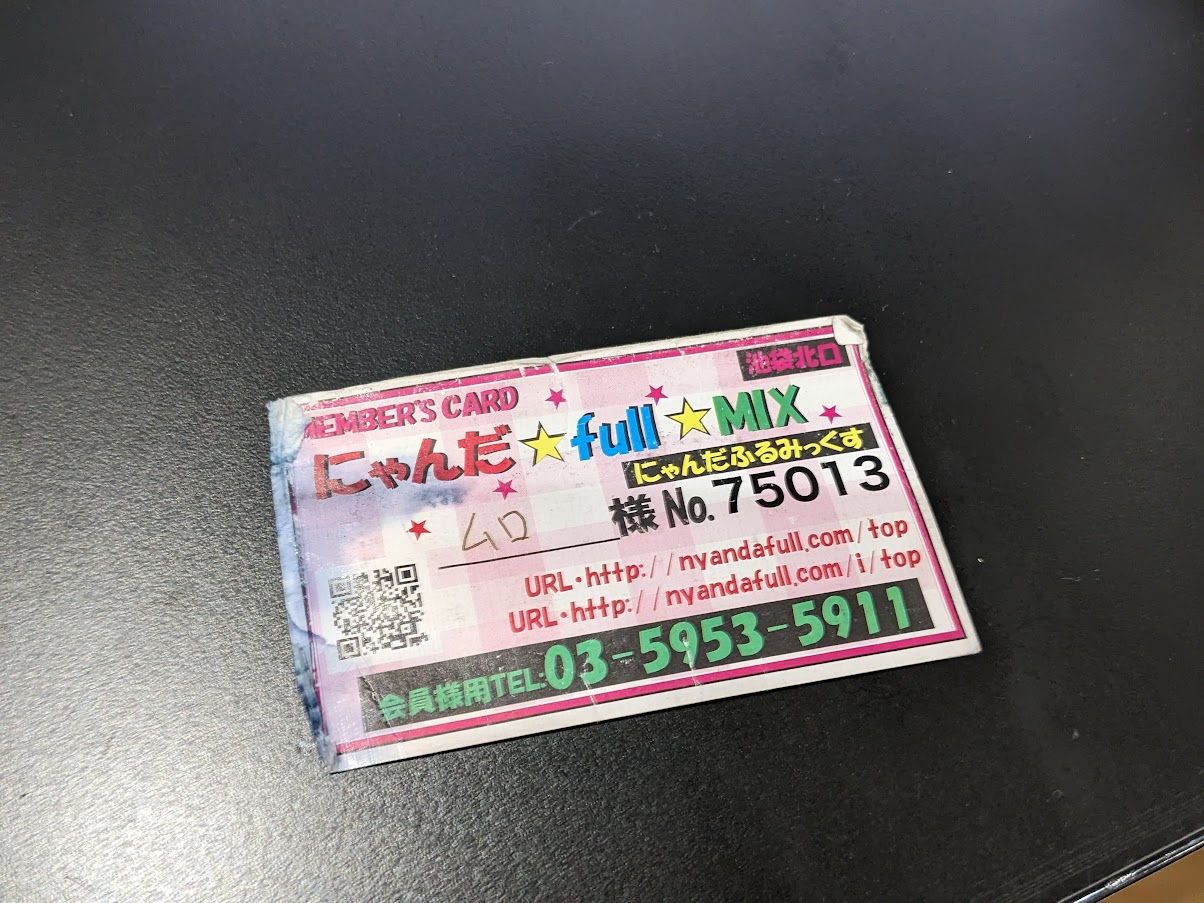 池袋北口
MEMBER'S CARD
にゃんだ★full★MIX
にゃんだふるみっくす
ムロ 様 No.75013
URL・http://nyandafull.com/top
URL・http://nyandafull.com/i/top
会員様用TEL:03-5953-5911